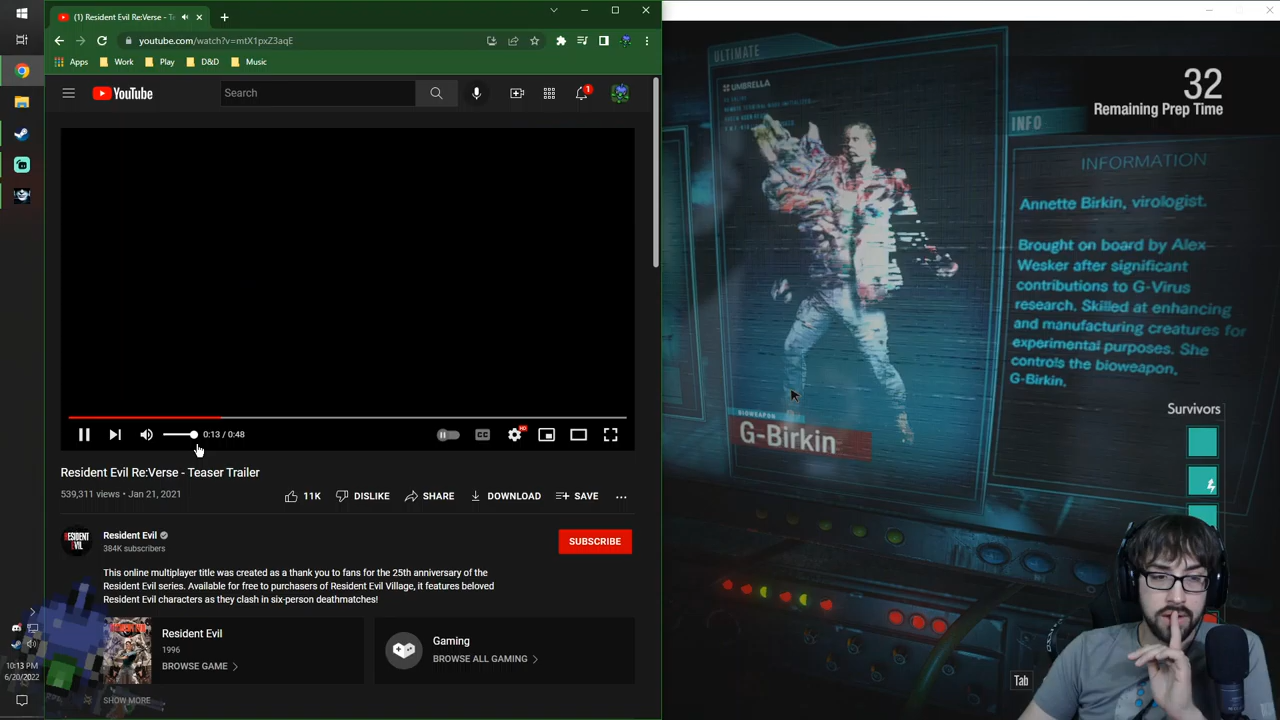 (1) Resident Evil Re:Verse - Te
youtube.com/watch?v=mtX1pxZ3aqE
Apps
Work
Play
D&D
Music
YouTube
Search
1
HD
CC
0:13 / 0:48
Resident Evil Re:Verse - Teaser Trailer
539,311 views • Jan 21, 2021
11K
DISLIKE
SHARE
DOWNLOAD
SAVE
RESIDENT EVIL
Resident Evil
384K subscribers
SUBSCRIBE
This online multiplayer title was created as a thank you to fans for the 25th anniversary of the
Resident Evil series. Available for free to purchasers of Resident Evil Village, it features beloved
Resident Evil characters as they clash in six-person deathmatches!
Resident Evil
1996
BROWSE GAME
Gaming
BROWSE ALL GAMING
SHOW MORE
10:13 PM
6/20/2022
ULTIMATE
UMBRELLA
BIOWEAPON
G-Birkin
32
Remaining Prep Time
INFO
INFORMATION
Annette Birkin, virologist.
Brought on board by Alex
Wesker after significant
contributions to G-Virus
research. Skilled at enhancing
and manufacturing creatures for
experimental purposes. She
controls the bioweapon,
G-Birkin.
Survivors
Tab